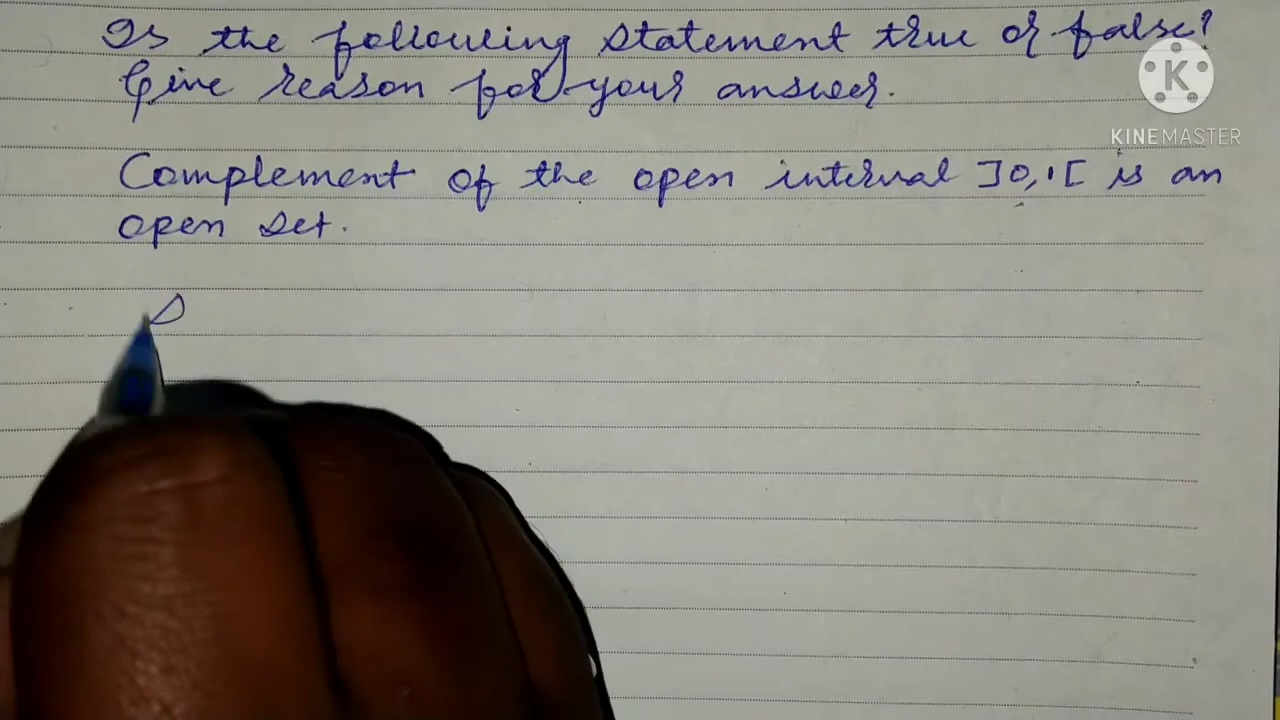 Is the following statement true or false?
Give reason for your answer.
K
KINEMASTER
Complement of the open interval ]0,1[ is an
open set.